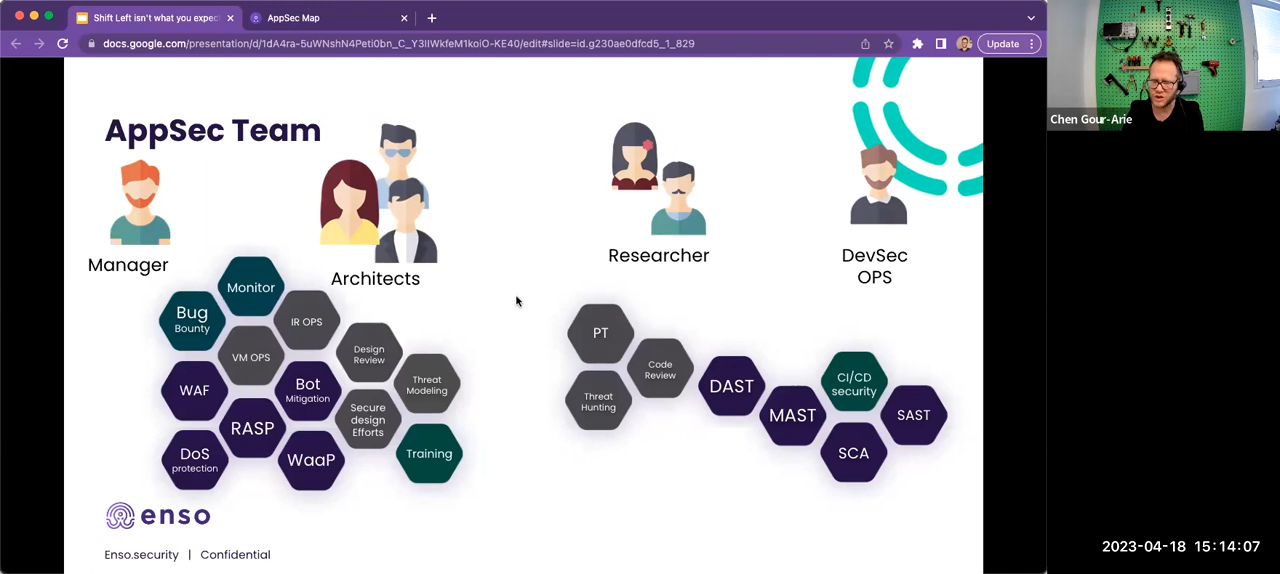 Shift Left isn't what you expec
AppSec Map
docs.google.com/presentation/d/1dA4ra-5uWNshN4Peti0bn_C_Y3IIWkfeM1koiO-KE40/edit#slide=id.g230ae0dfcd5_1_829
Update
Chen Gour-Arie
AppSec Team
Manager
Architects
Researcher
DevSec
OPS
Monitor
Bug
Bounty
IR OPS
VM OPS
Design
Review
WAF
Bot
Mitigation
Threat
Modeling
RASP
Secure
design
Efforts
DoS
protection
WaaP
Training
PT
Code
Review
Threat
Hunting
DAST
MAST
CI/CD
security
SAST
SCA
enso
Enso.security | Confidential
2023-04-18 15:14:07